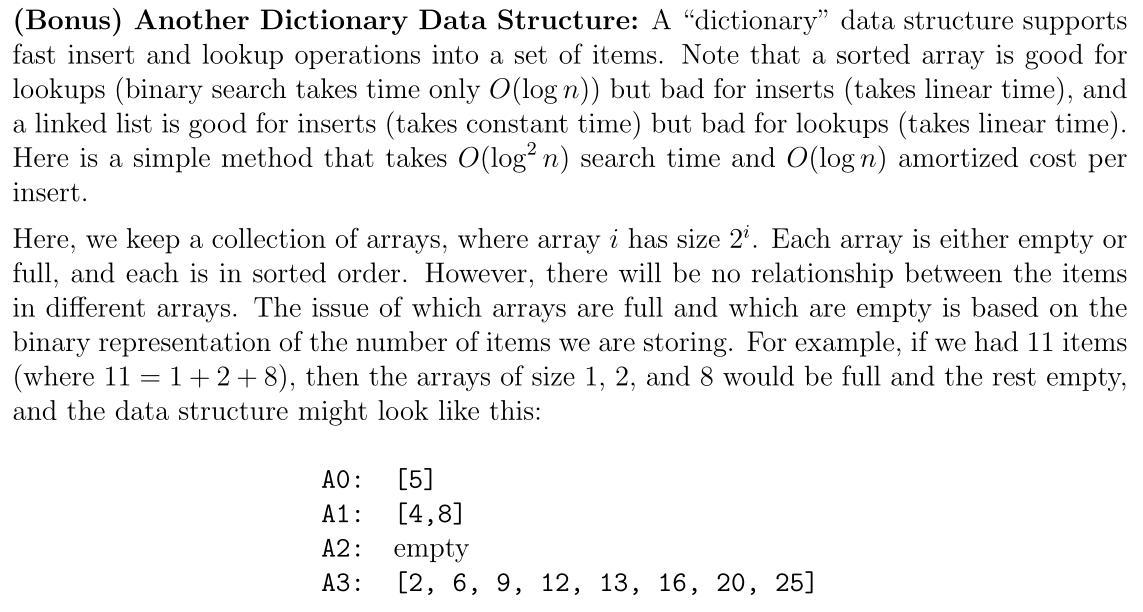 (Bonus) Another Dictionary Data Structure: A “dictionary” data structure supports
fast insert and lookup operations into a set of items. Note that a sorted array is good for
lookups (binary search takes time only O(log n)) but bad for inserts (takes linear time), and
a linked list is good for inserts (takes constant time) but bad for lookups (takes linear time).
Here is a simple method that takes O(log² n) search time and O(log n) amortized cost per
insert.
Here, we keep a collection of arrays, where array i has size 2ⁱ. Each array is either empty or
full, and each is in sorted order. However, there will be no relationship between the items
in different arrays. The issue of which arrays are full and which are empty is based on the
binary representation of the number of items we are storing. For example, if we had 11 items
(where 11 = 1 + 2 + 8), then the arrays of size 1, 2, and 8 would be full and the rest empty,
and the data structure might look like this:
A0: [5]
A1: [4,8]
A2: empty
A3: [2, 6, 9, 12, 13, 16, 20, 25]